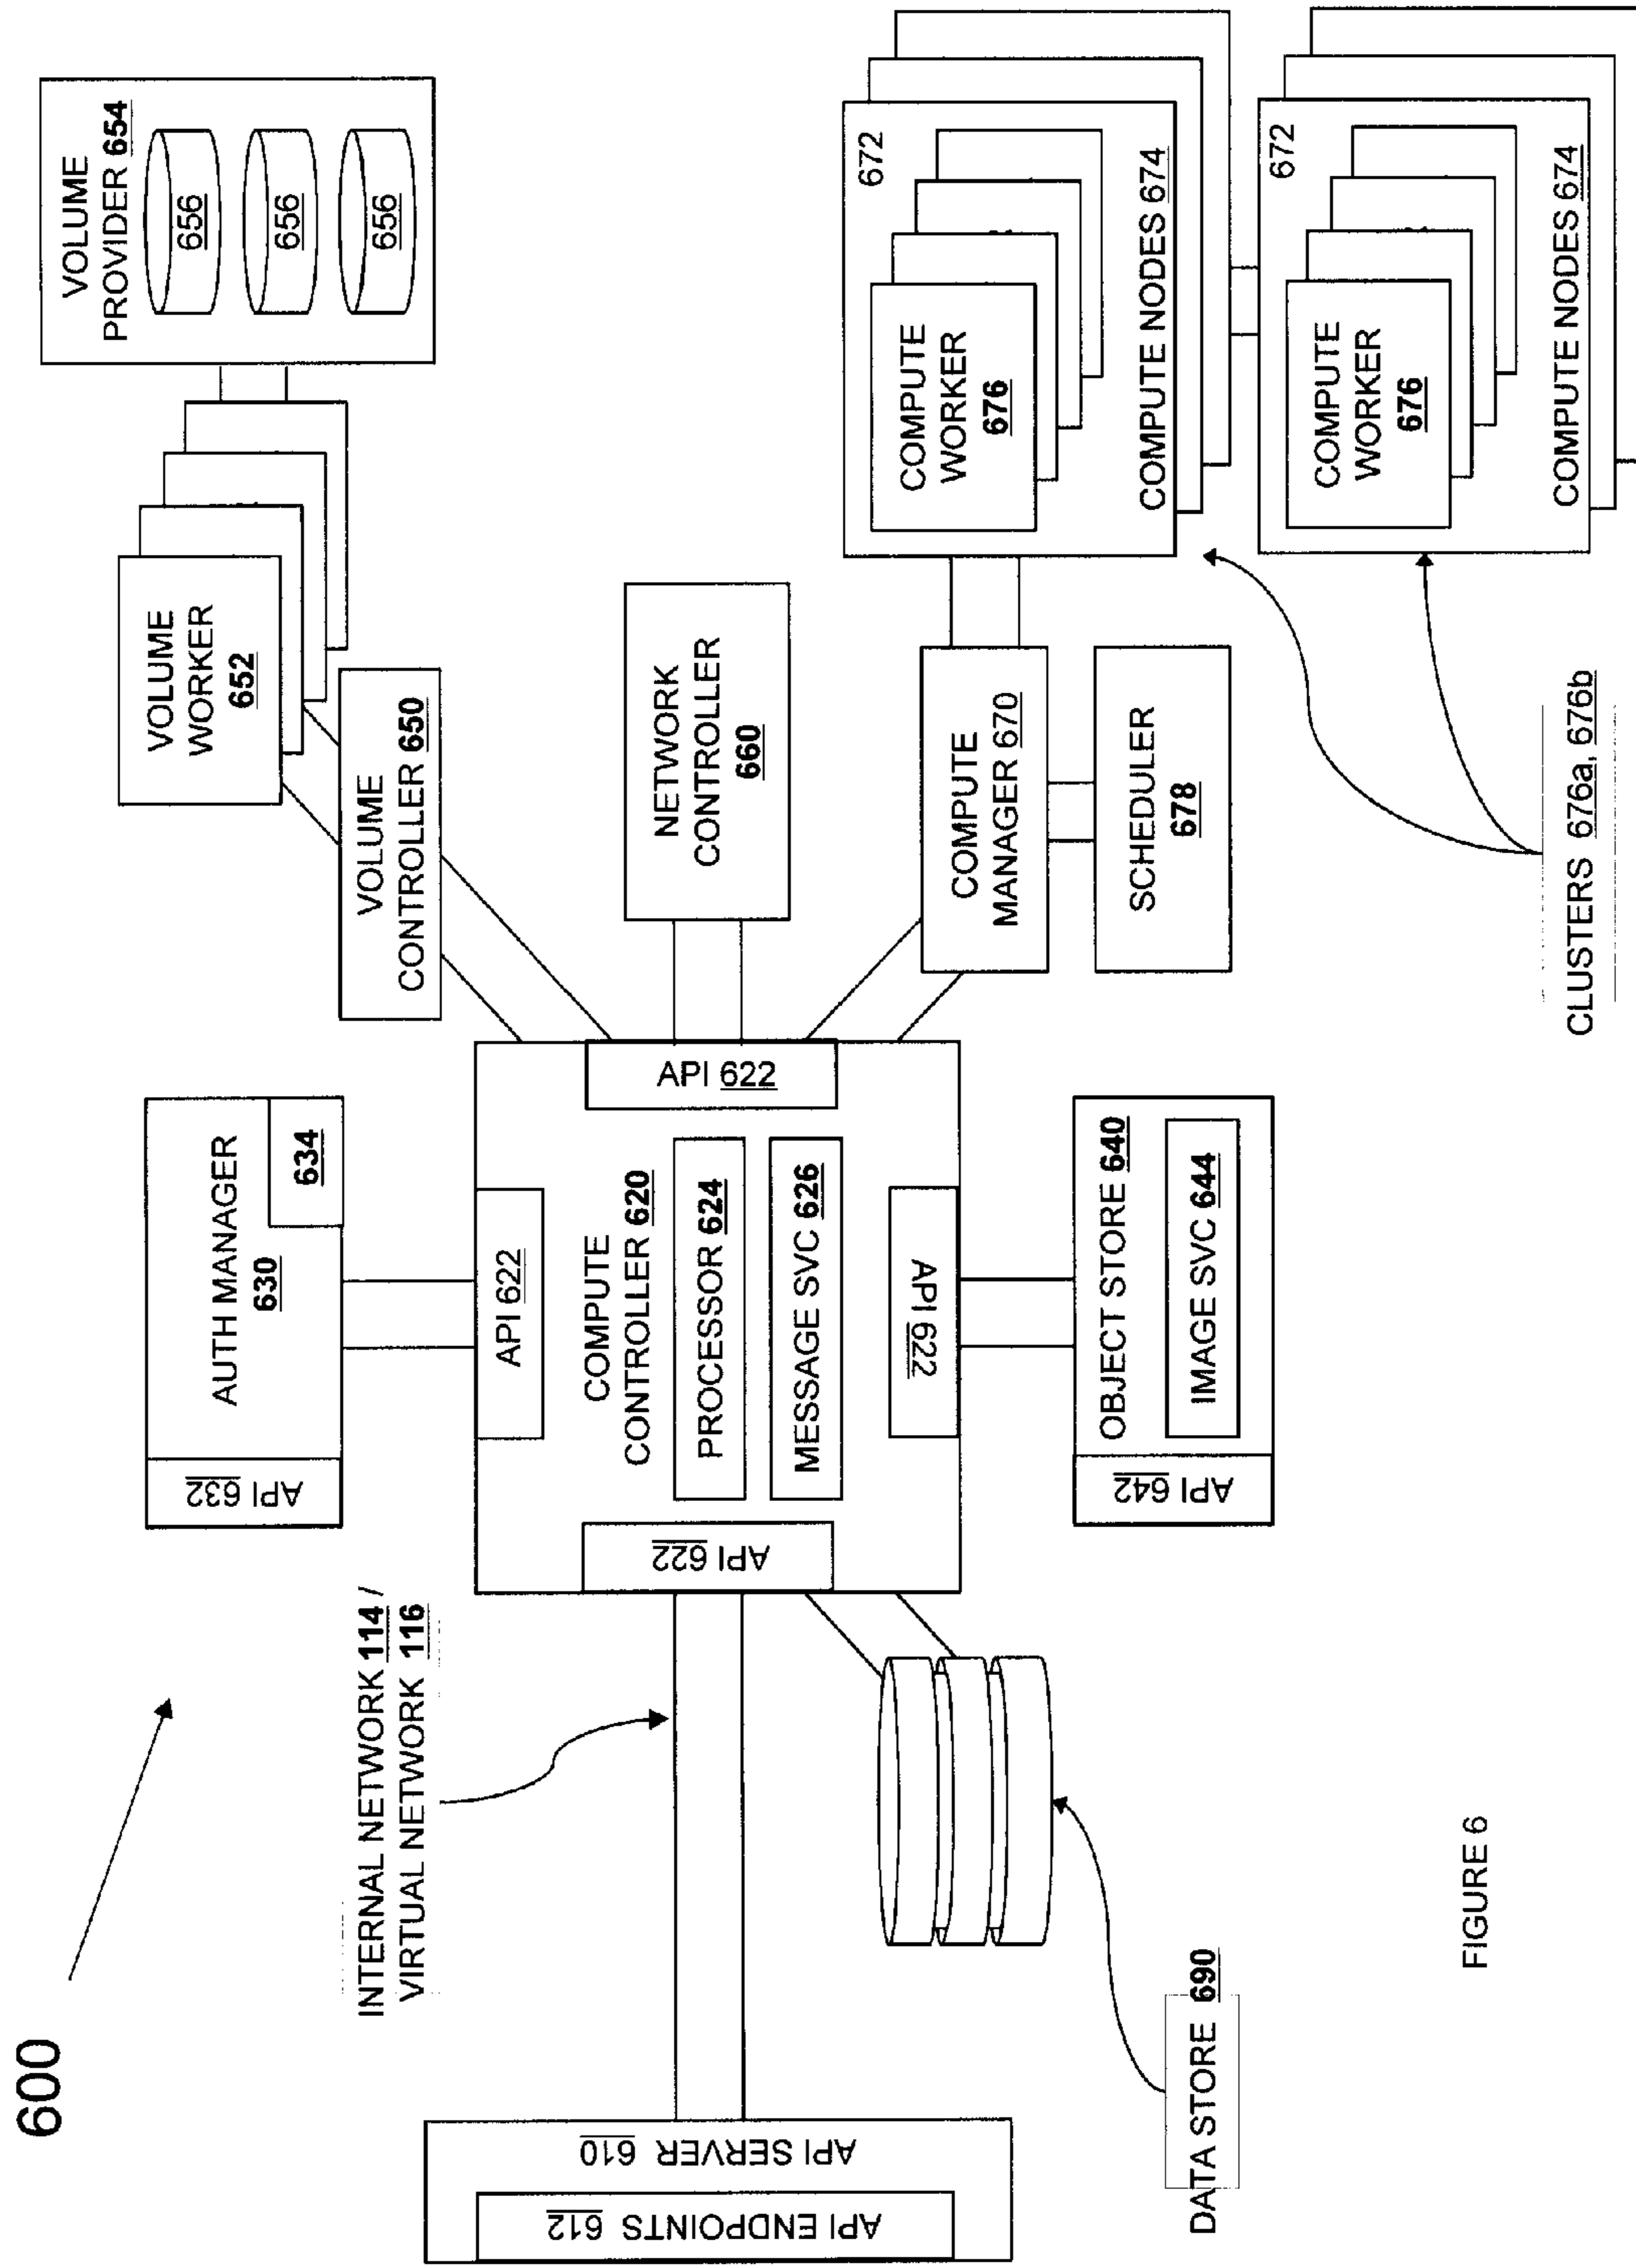 600
INTERNAL NETWORK 114 /
VIRTUAL NETWORK 116
API SERVER 610
API ENDPOINTS 612
DATA STORE 690
AUTH MANAGER
630
634
API 632
API 622
COMPUTE
CONTROLLER 620
PROCESSOR 624
MESSAGE SVC 626
API 622
API 622
API 622
OBJECT STORE 640
IMAGE SVC 644
API 642
VOLUME
CONTROLLER 650
VOLUME
WORKER
652
VOLUME
PROVIDER 654
656
656
656
NETWORK
CONTROLLER
660
COMPUTE
MANAGER 670
SCHEDULER
678
672
COMPUTE
WORKER
676
COMPUTE NODES 674
672
COMPUTE
WORKER
676
COMPUTE NODES 674
CLUSTERS 676a, 676b
FIGURE 6